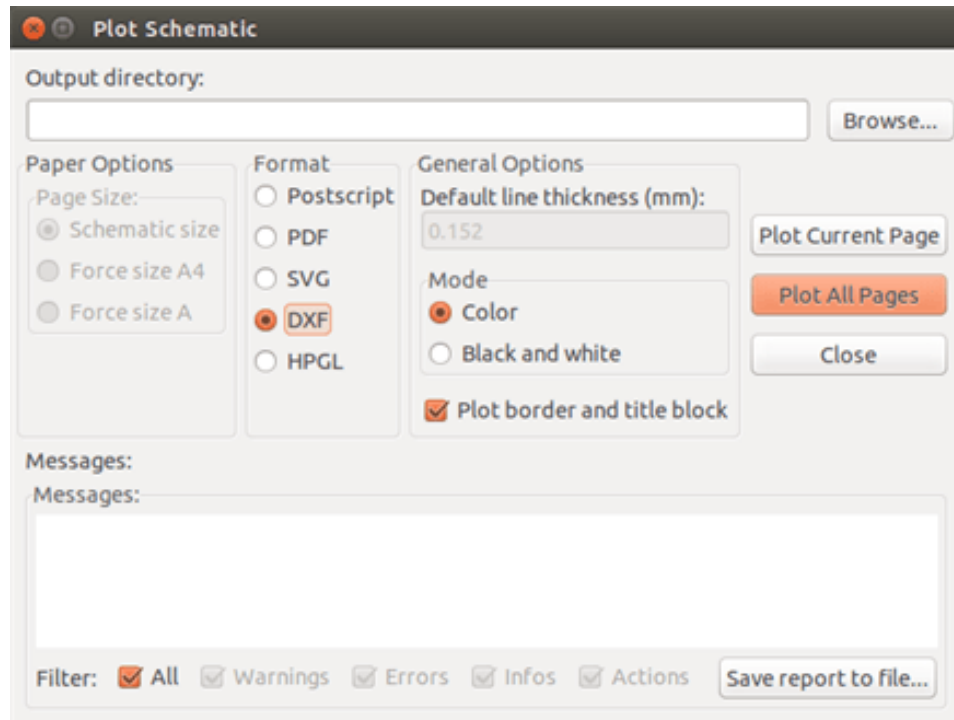 Plot Schematic
Output directory:
Browse...
Paper Options
Page Size:
Schematic size
Force size A4
Force size A
Format
Postscript
PDF
SVG
DXF
HPGL
General Options
Default line thickness (mm):
0.152
Mode
Color
Black and white
Plot border and title block
Plot Current Page
Plot All Pages
Close
Messages:
Messages:
Filter: All Warnings Errors Infos Actions Save report to file...